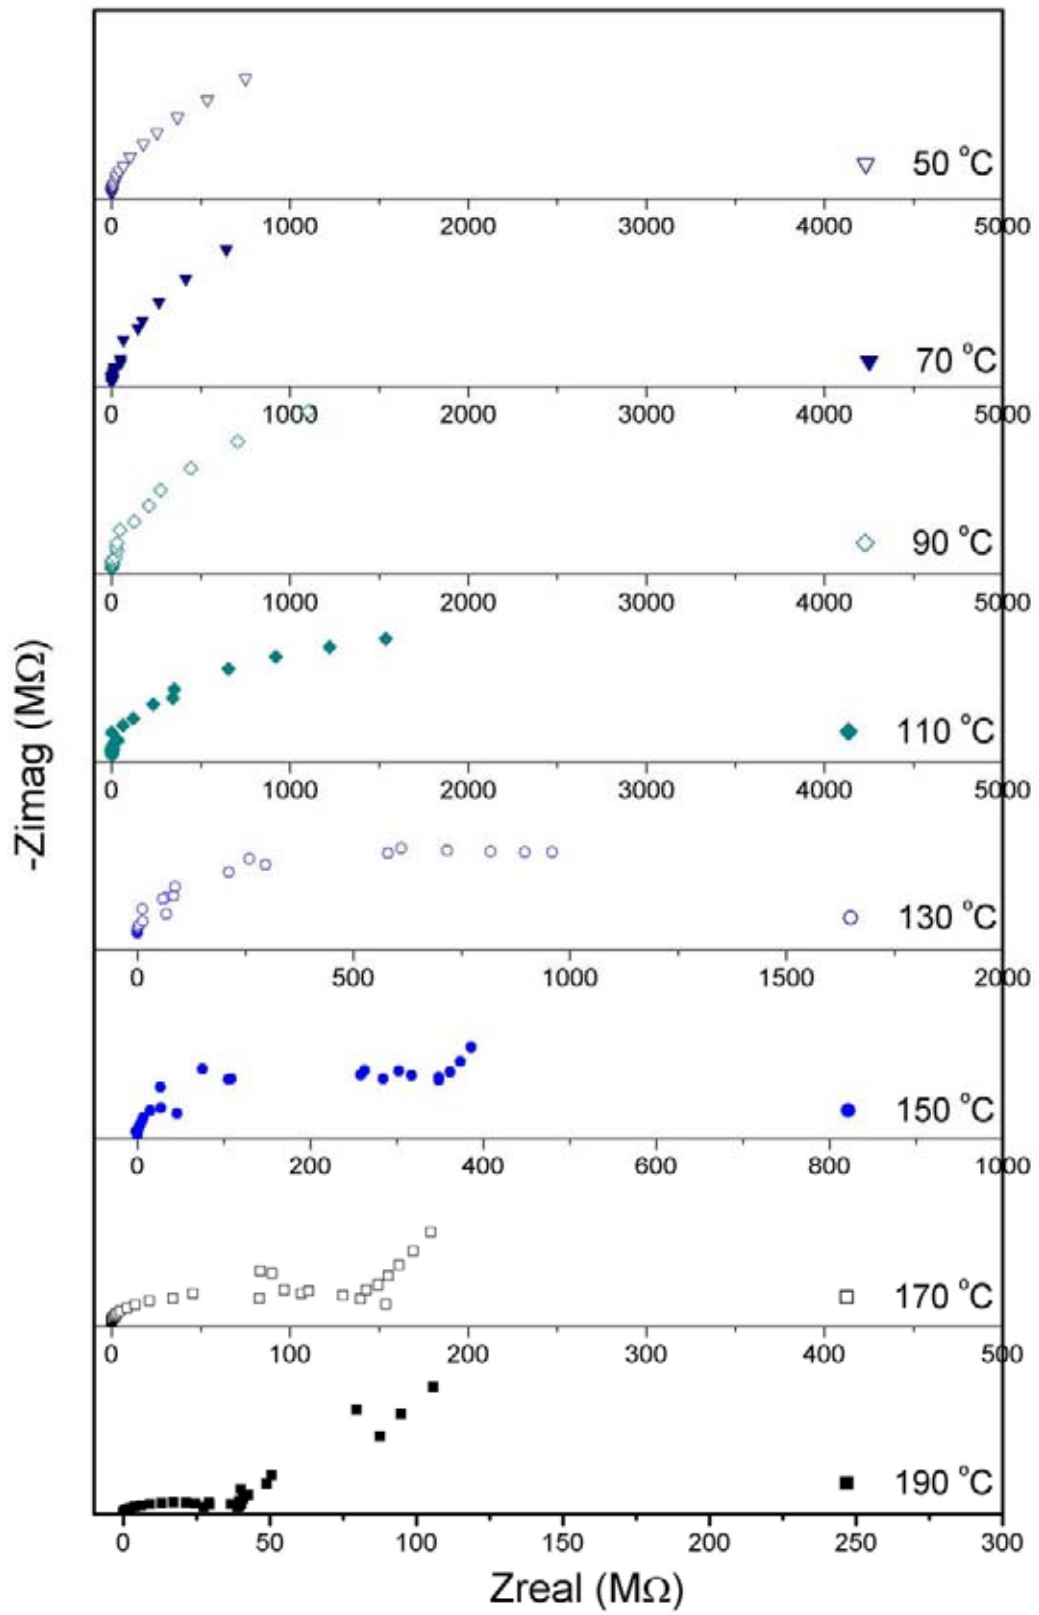 50 °C
0 1000 2000 3000 4000 5000
70 °C
0 1000 2000 3000 4000 5000
90 °C
0 1000 2000 3000 4000 5000
110 °C
0 1000 2000 3000 4000 5000
-Zimag (MΩ)
130 °C
0 500 1000 1500 2000
150 °C
0 200 400 600 800 1000
170 °C
0 100 200 300 400 500
190 °C
0 50 100 150 200 250 300
Zreal (MΩ)